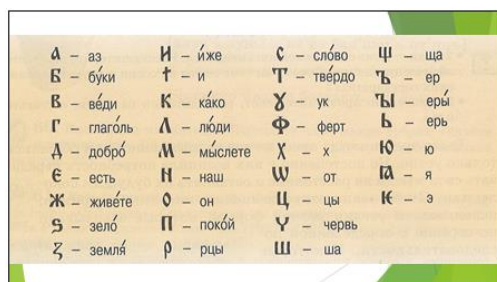 А – аз
Б – бу́ки
В – ве́ди
Г – глаго́ль
Д – добро́
Є – есть
Ж – живе́те
Ѕ – зело́
Ꙁ – земля́
И – и́же
† – и
К – ка́ко
Л – лю́ди
М – мы́слете
Н – наш
О – он
П – поко́й
Р – рцы
С – сло́во
Т – тве́рдо
Ꙋ – ук
Ф – ферт
Х – х
Ѡ – от
Ц – цы
Ч – червь
Ш – ша
Щ – ща
Ъ – ер
Ꙑ – еры́
Ь – ерь
Ю – ю
Ꙗ – я
Ѥ – э